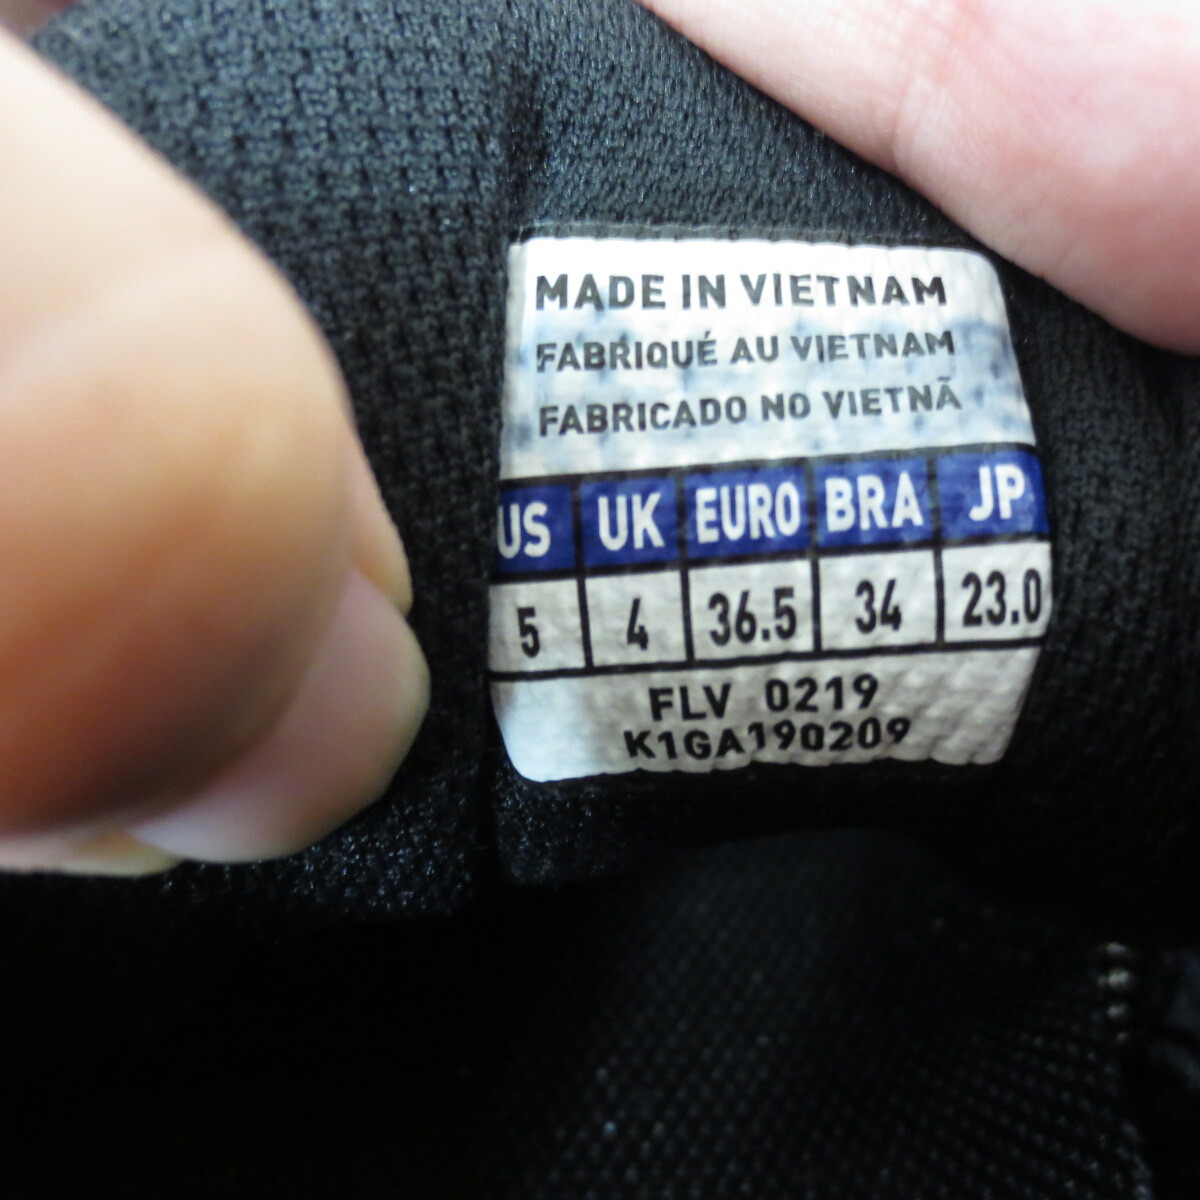 MADE IN VIETNAM
FABRIQUÉ AU VIETNAM
FABRICADO NO VIETNÃ
US UK EURO BRA JP
5 4 36.5 34 23.0
FLV 0219
K1GA190209